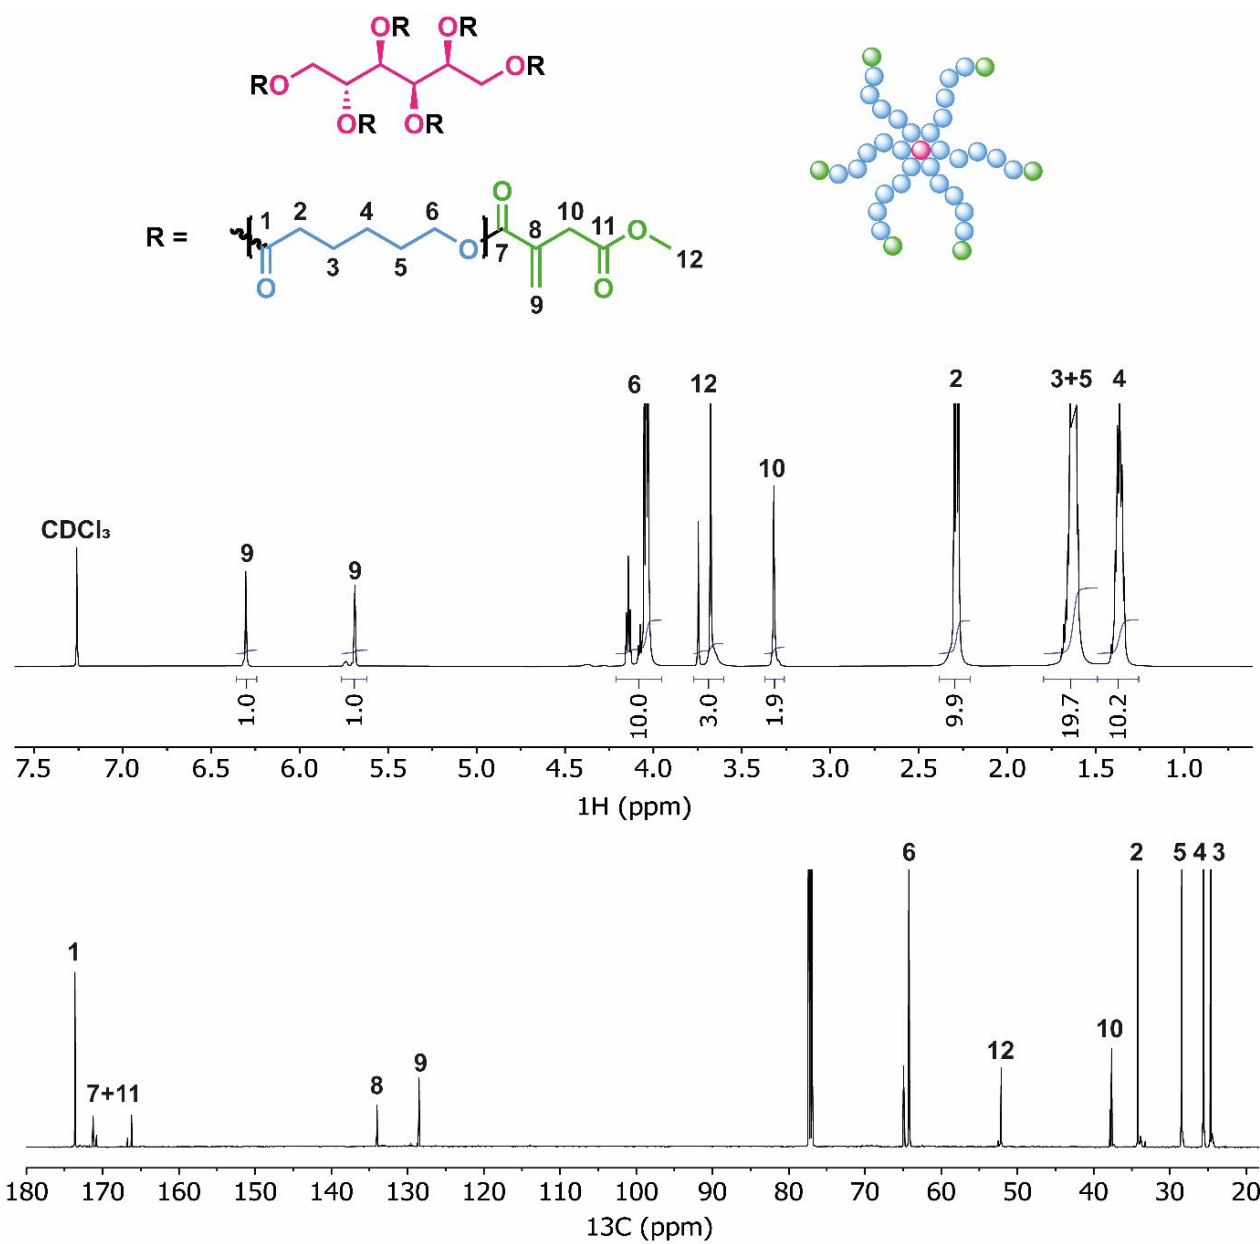 OR OR
RO OR
OR OR
R = 1 2 3 4 5 6 O O 7 O 8 9 10 11 O O 12
6 12 2 3+5 4
10
CDCl₃
9 9
1.0 1.0 10.0 3.0 1.9 9.9 19.7 10.2
7.5 7.0 6.5 6.0 5.5 5.0 4.5 4.0 3.5 3.0 2.5 2.0 1.5 1.0
1H (ppm)
6 2 5 4 3
1
7+11 8 9 12 10
180 170 160 150 140 130 120 110 100 90 80 70 60 50 40 30 20
13C (ppm)